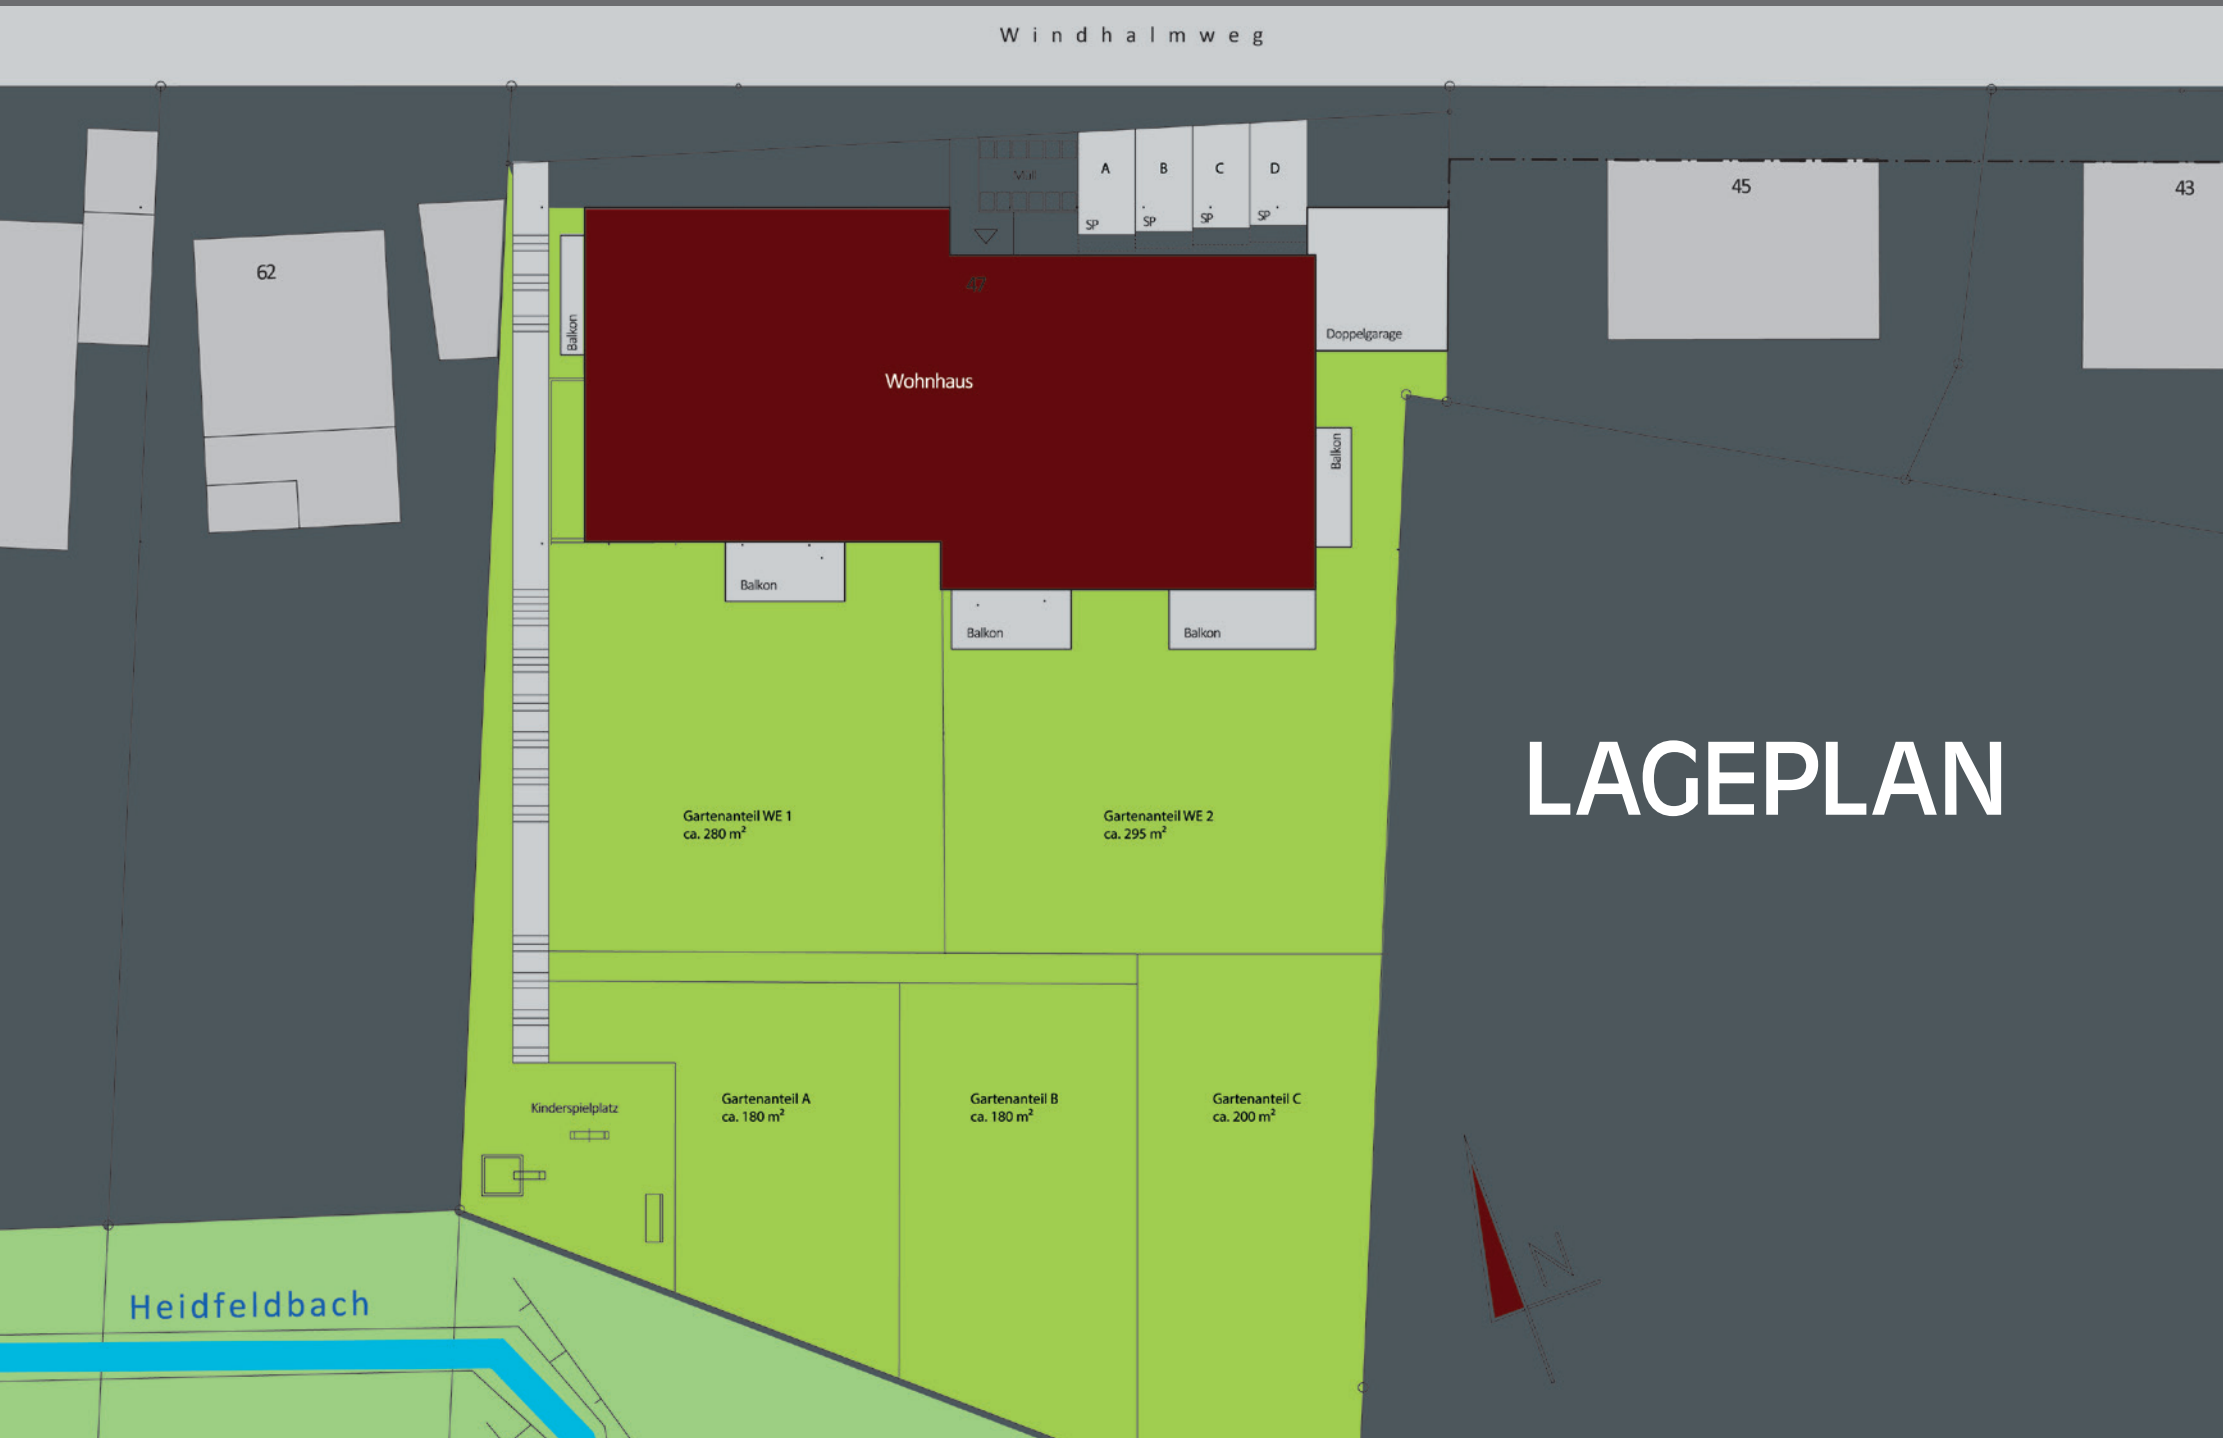 Windhalmweg
A B C D
Müll
SP SP SP SP
45
43
62
47
Balkon
Doppelgarage
Wohnhaus
Balkon
Balkon
Balkon
Balkon
LAGEPLAN
Gartenanteil WE 1
ca. 280 m²
Gartenanteil WE 2
ca. 295 m²
Kinderspielplatz
Gartenanteil A
ca. 180 m²
Gartenanteil B
ca. 180 m²
Gartenanteil C
ca. 200 m²
N
Heidfeldbach